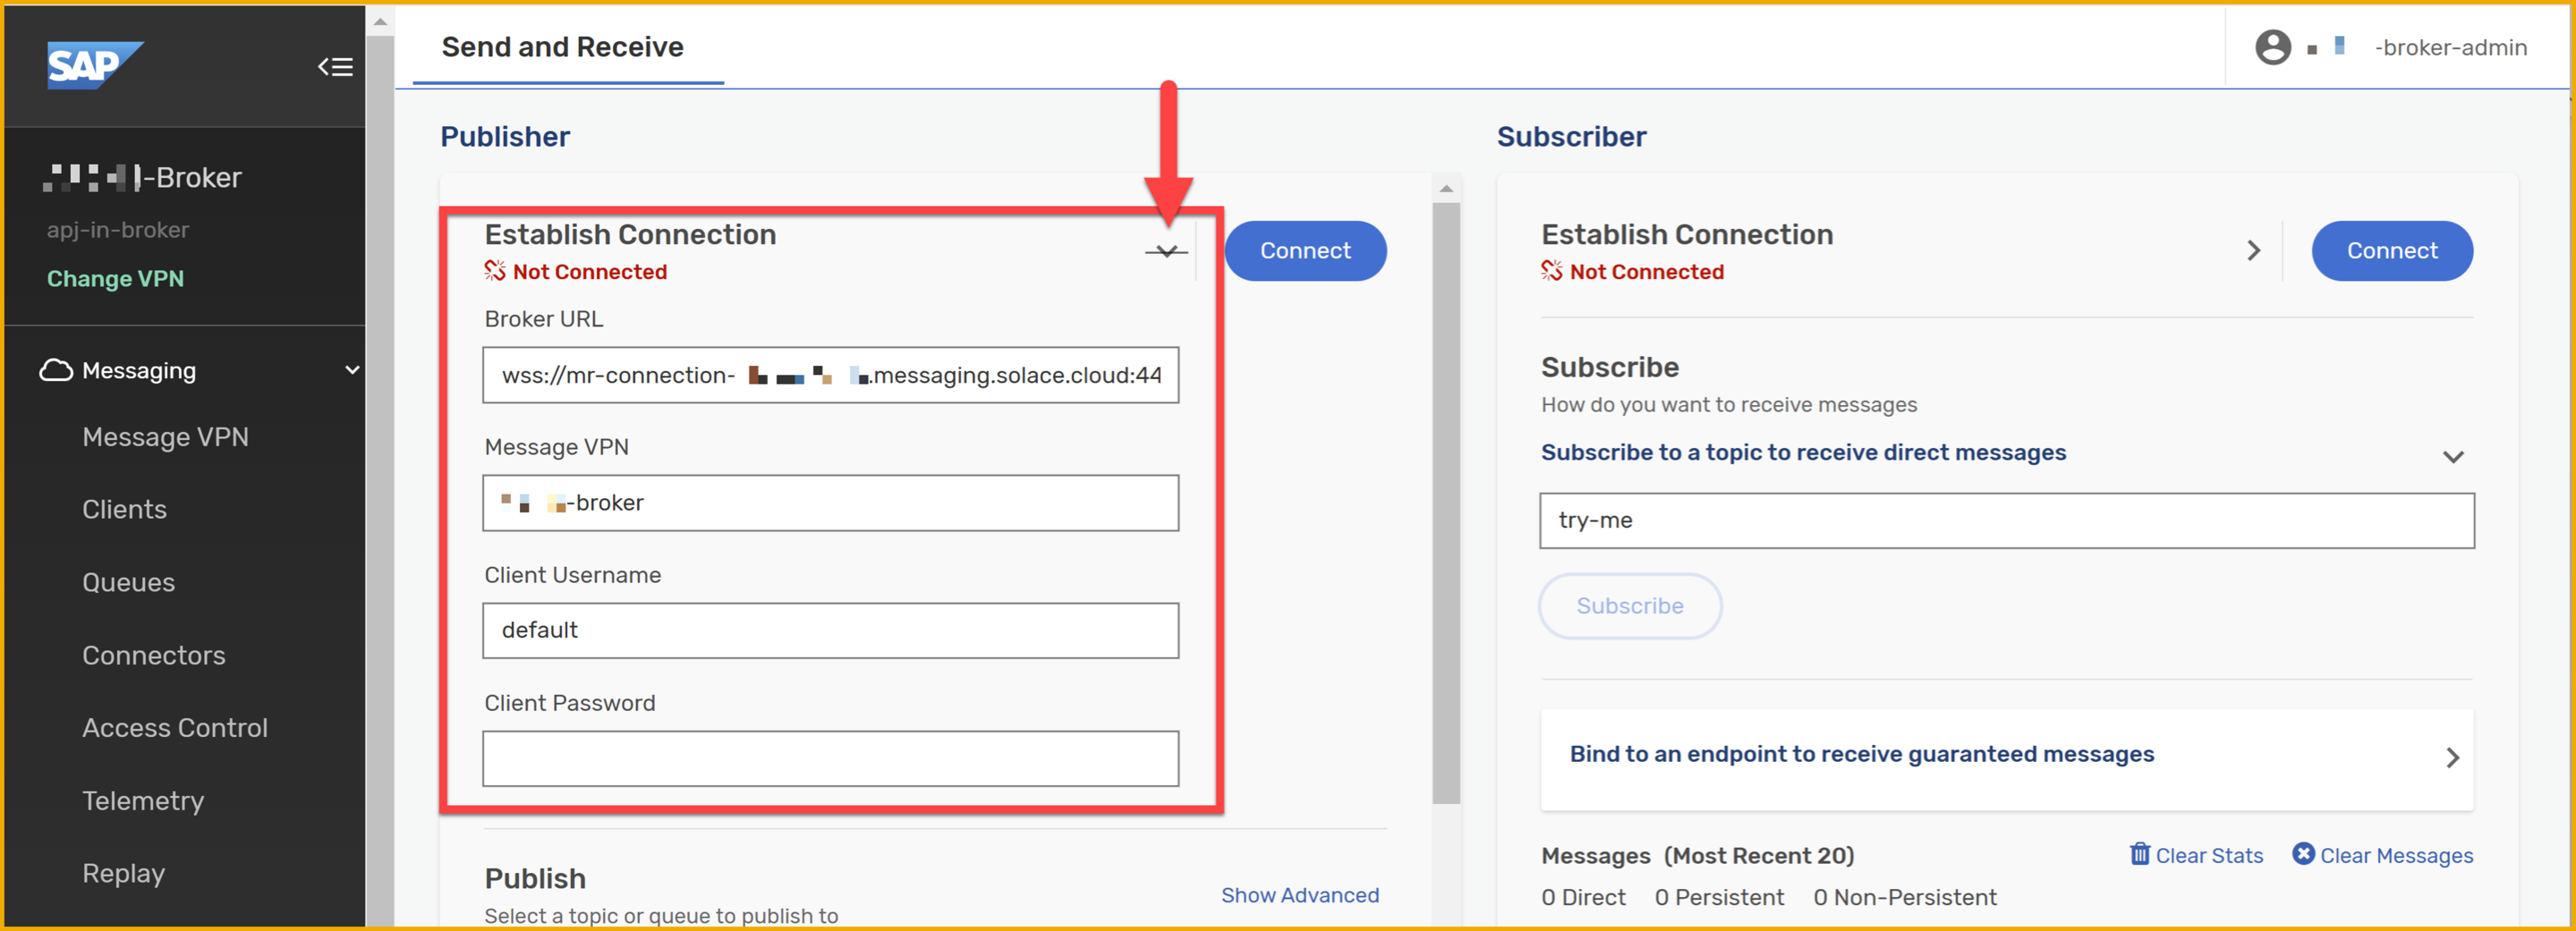 SAP
-Broker
apj-in-broker
Change VPN
Messaging
Message VPN
Clients
Queues
Connectors
Access Control
Telemetry
Replay
Send and Receive
-broker-admin
Publisher
Establish Connection
Not Connected
Connect
Broker URL
wss://mr-connection- .messaging.solace.cloud:44
Message VPN
-broker
Client Username
default
Client Password
Publish
Show Advanced
Select a topic or queue to publish to
Subscriber
Establish Connection
Not Connected
Connect
Subscribe
How do you want to receive messages
Subscribe to a topic to receive direct messages
try-me
Subscribe
Bind to an endpoint to receive guaranteed messages
Messages (Most Recent 20)
Clear Stats
Clear Messages
0 Direct 0 Persistent 0 Non-Persistent